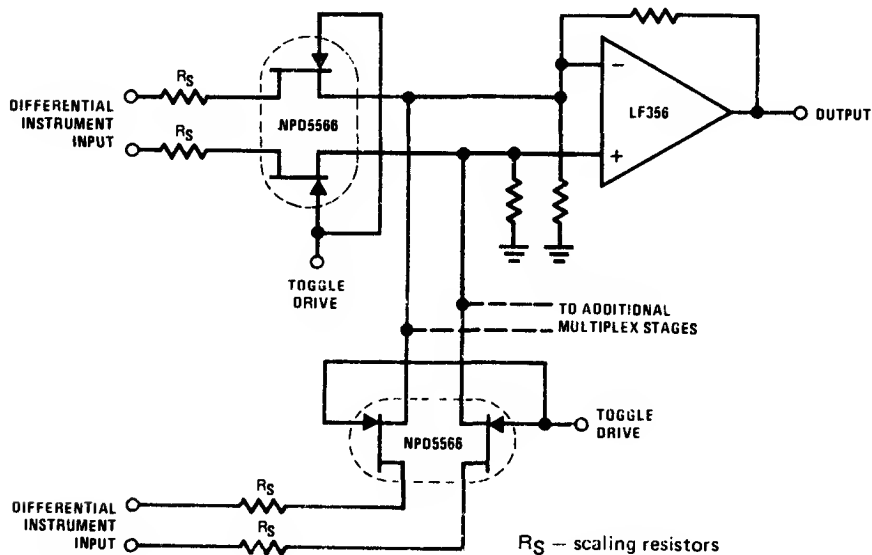 RS
DIFFERENTIAL
INSTRUMENT
INPUT
RS
NPD5566
TOGGLE
DRIVE
−
LF356
+
OUTPUT
TO ADDITIONAL
MULTIPLEX STAGES
NPD5566
TOGGLE
DRIVE
DIFFERENTIAL
INSTRUMENT
INPUT
RS
RS
RS — scaling resistors